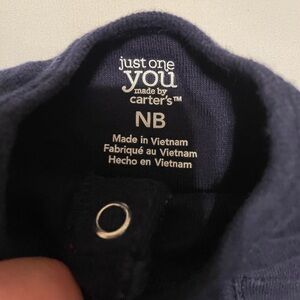 just one
you
made by
carter's™
NB
Made in Vietnam
Fabriqué au Vietnam
Hecho en Vietnam